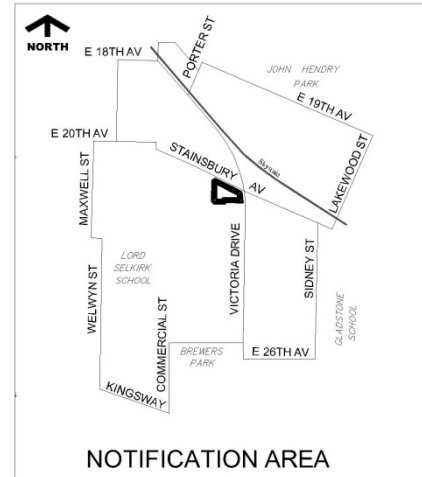 NORTH
E 18TH AV
PORTER ST
JOHN HENDRY
PARK
E 19TH AV
E 20TH AV
STAINSBURY
AV
Skytrain
LAKEWOOD ST
MAXWELL ST
LORD
SELKIRK
SCHOOL
VICTORIA DRIVE
SIDNEY ST
WELWYN ST
COMMERCIAL ST
GLADSTONE
SCHOOL
BREWERS
PARK
E 26TH AV
KINGSWAY
NOTIFICATION AREA